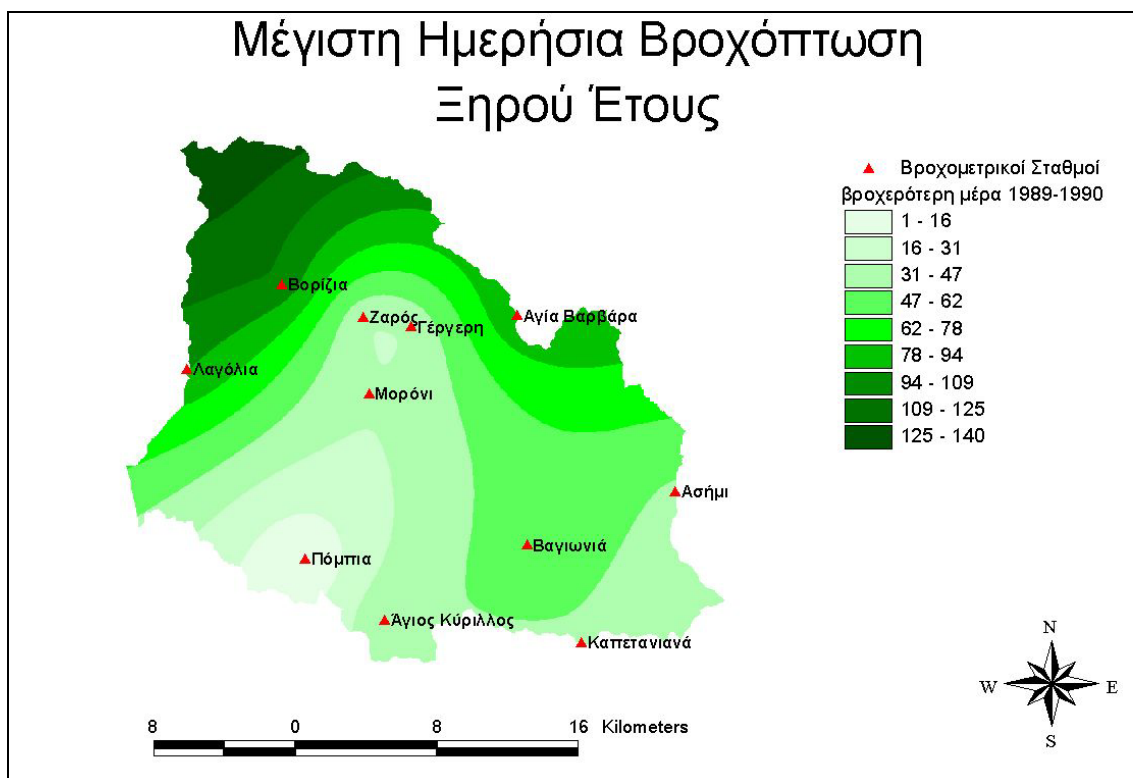 Μέγιστη Ημερήσια Βροχόπτωση
Ξηρού Έτους
Βροχομετρικοί Σταθμοί
βροχερότερη μέρα 1989-1990
1 - 16
16 - 31
31 - 47
47 - 62
62 - 78
78 - 94
94 - 109
109 - 125
125 - 140
Βορίζια
Ζαρός
Γέργερη
Αγία Βαρβάρα
Λαγόλια
Μορόνι
Ασήμι
Βαγιωνιά
Πόμπια
Άγιος Κύριλλος
Καπετανιανά
N
W E
S
8 0 8 16 Kilometers